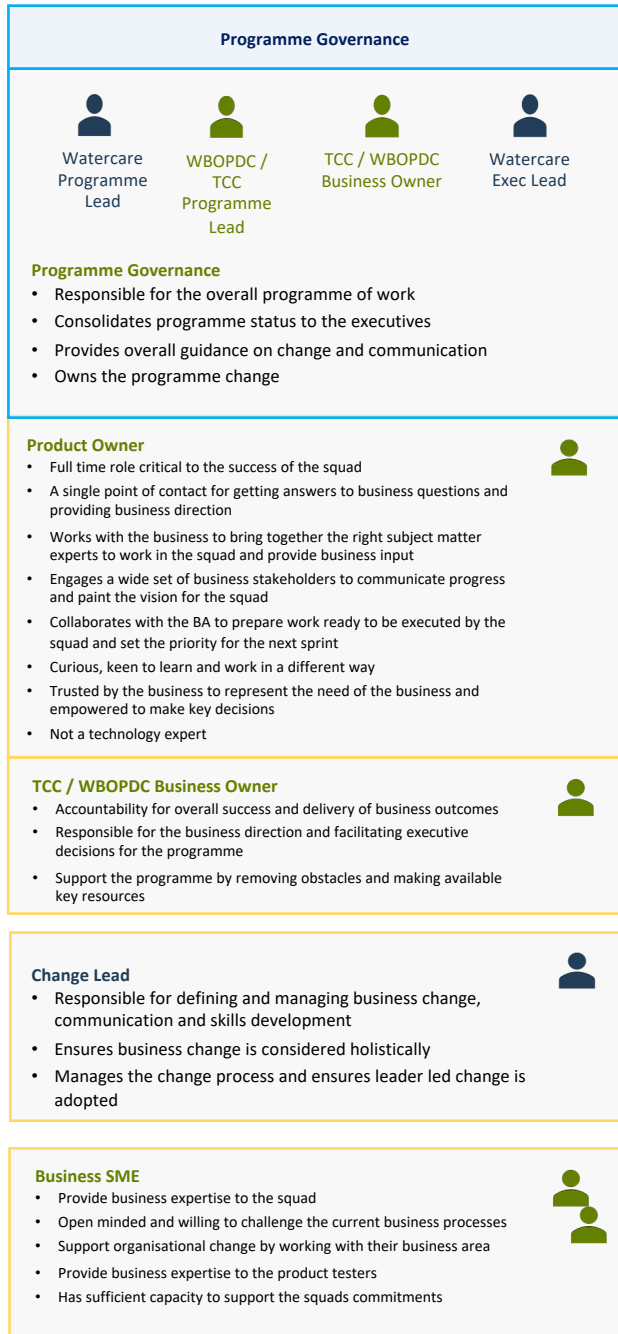 Programme Governance
Watercare
Programme
Lead
WBOPDC /
TCC
Programme
Lead
TCC / WBOPDC
Business Owner
Watercare
Exec Lead
Programme Governance
• Responsible for the overall programme of work
• Consolidates programme status to the executives
• Provides overall guidance on change and communication
• Owns the programme change
Product Owner
• Full time role critical to the success of the squad
• A single point of contact for getting answers to business questions and
providing business direction
• Works with the business to bring together the right subject matter
experts to work in the squad and provide business input
• Engages a wide set of business stakeholders to communicate progress
and paint the vision for the squad
• Collaborates with the BA to prepare work ready to be executed by the
squad and set the priority for the next sprint
• Curious, keen to learn and work in a different way
• Trusted by the business to represent the need of the business and
empowered to make key decisions
• Not a technology expert
TCC / WBOPDC Business Owner
• Accountability for overall success and delivery of business outcomes
• Responsible for the business direction and facilitating executive
decisions for the programme
• Support the programme by removing obstacles and making available
key resources
Change Lead
• Responsible for defining and managing business change,
communication and skills development
• Ensures business change is considered holistically
• Manages the change process and ensures leader led change is
adopted
Business SME
• Provide business expertise to the squad
• Open minded and willing to challenge the current business processes
• Support organisational change by working with their business area
• Provide business expertise to the product testers
• Has sufficient capacity to support the squads commitments